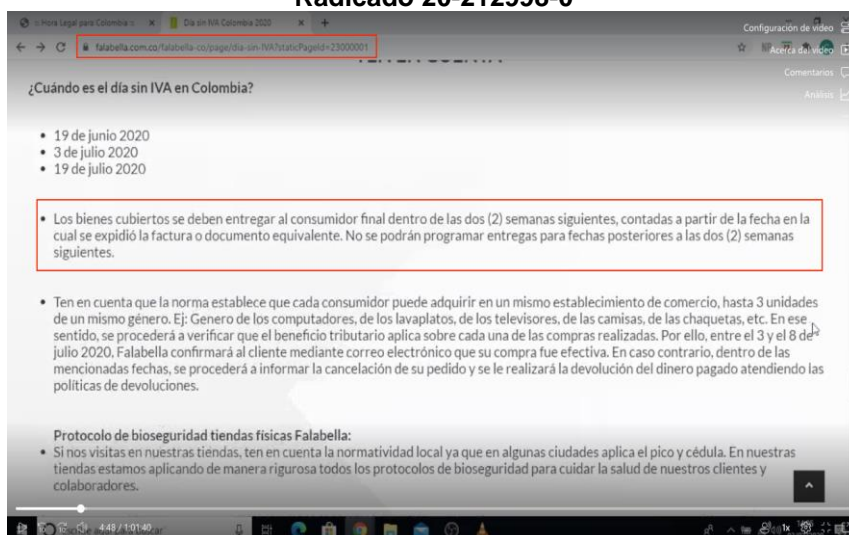 :: Hora Legal para Colombia ::
Día sin IVA Colombia 2020
Configuración de video
falabella.com.co/falabella-co/page/dia-sin-IVA?staticPageId=23000001
Acerca del video
Comentarios
Análisis
¿Cuándo es el día sin IVA en Colombia?
• 19 de junio 2020
• 3 de julio 2020
• 19 de julio 2020
• Los bienes cubiertos se deben entregar al consumidor final dentro de las dos (2) semanas siguientes, contadas a partir de la fecha en la
cual se expidió la factura o documento equivalente. No se podrán programar entregas para fechas posteriores a las dos (2) semanas
siguientes.
• Ten en cuenta que la norma establece que cada consumidor puede adquirir en un mismo establecimiento de comercio, hasta 3 unidades
de un mismo género. Ej: Genero de los computadores, de los lavaplatos, de los televisores, de las camisas, de las chaquetas, etc. En ese
sentido, se procederá a verificar que el beneficio tributario aplica sobre cada una de las compras realizadas. Por ello, entre el 3 y el 8 de
julio 2020, Falabella confirmará al cliente mediante correo electrónico que su compra fue efectiva. En caso contrario, dentro de las
mencionadas fechas, se procederá a informar la cancelación de su pedido y se le realizará la devolución del dinero pagado atendiendo las
políticas de devoluciones.
Protocolo de bioseguridad tiendas físicas Falabella:
• Si nos visitas en nuestras tiendas, ten en cuenta la normatividad local ya que en algunas ciudades aplica el pico y cédula. En nuestras
tiendas estamos aplicando de manera rigurosa todos los protocolos de bioseguridad para cuidar la salud de nuestros clientes y
colaboradores.
4:48 / 1:01:40
1x